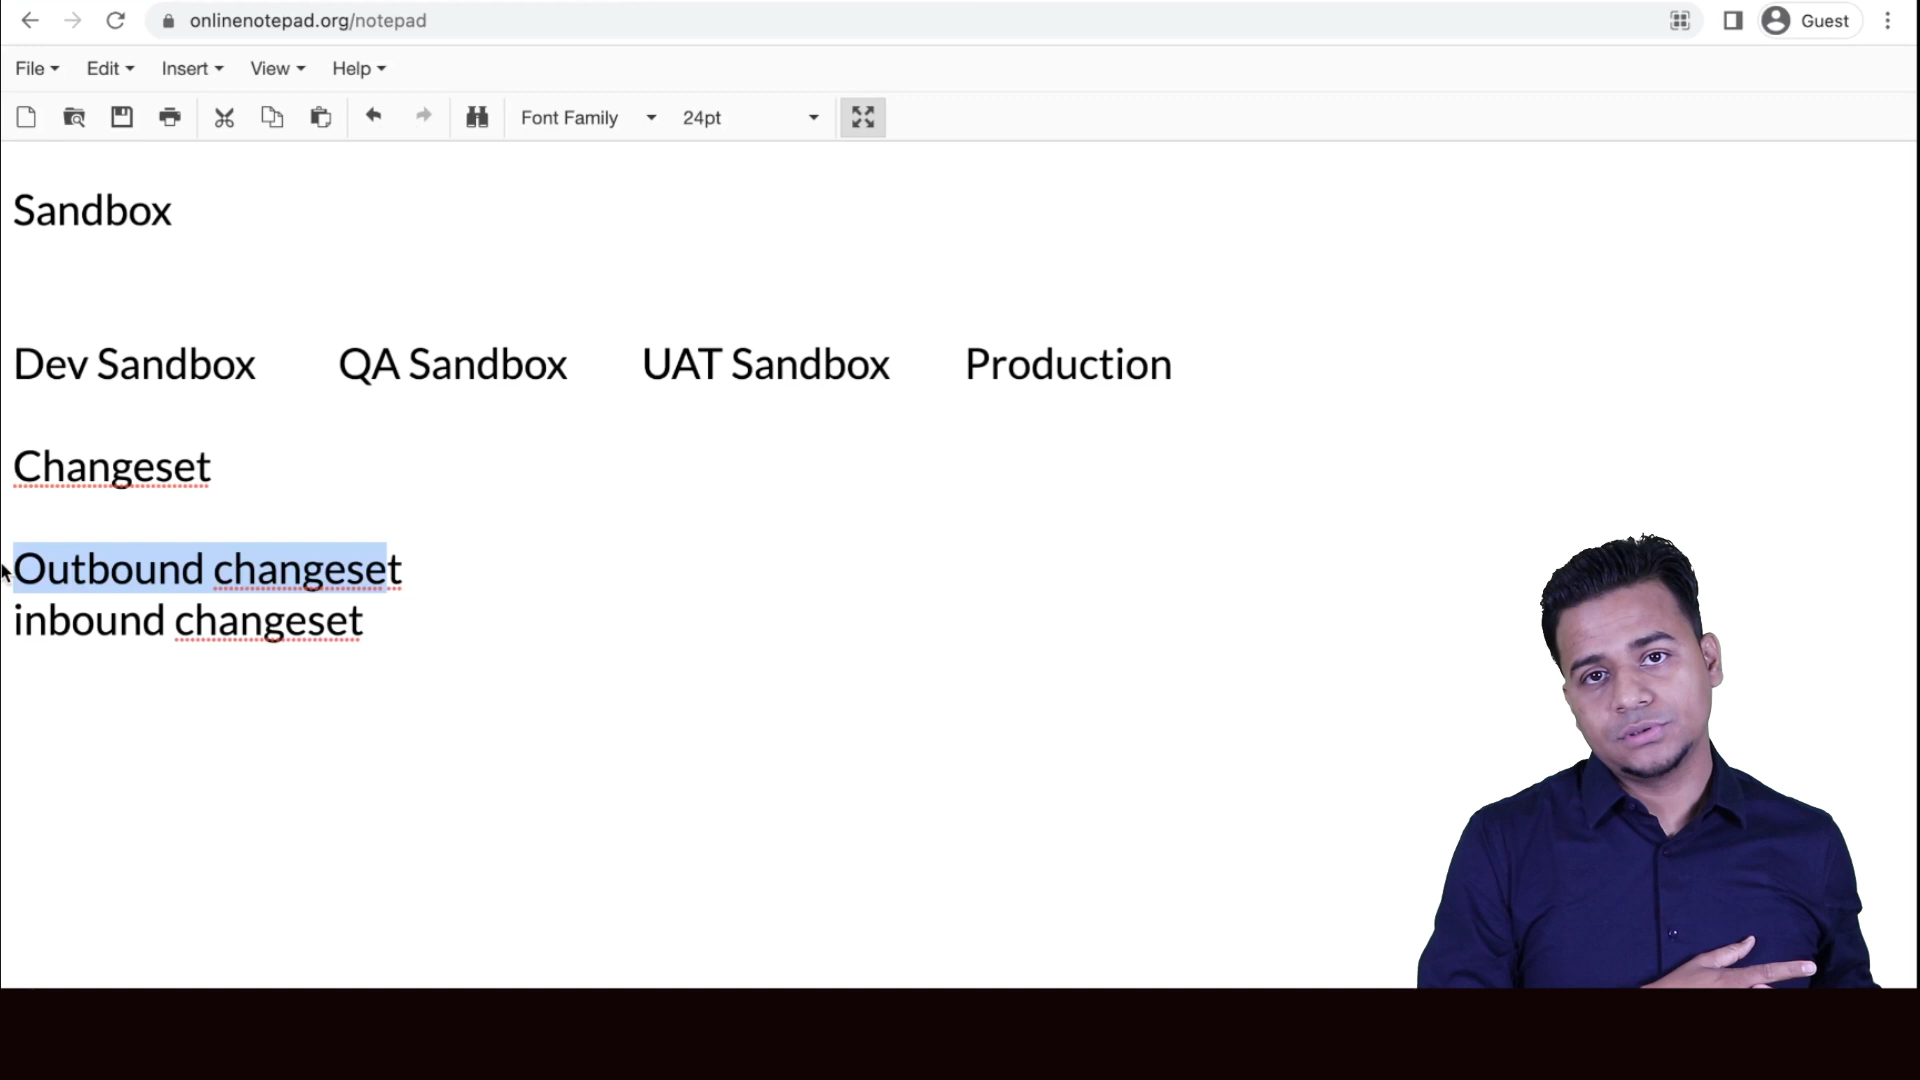 onlinenotepad.org/notepad
Guest
File Edit Insert View Help
Font Family 24pt
Sandbox
Dev Sandbox QA Sandbox UAT Sandbox Production
Changeset
Outbound changeset
inbound changeset